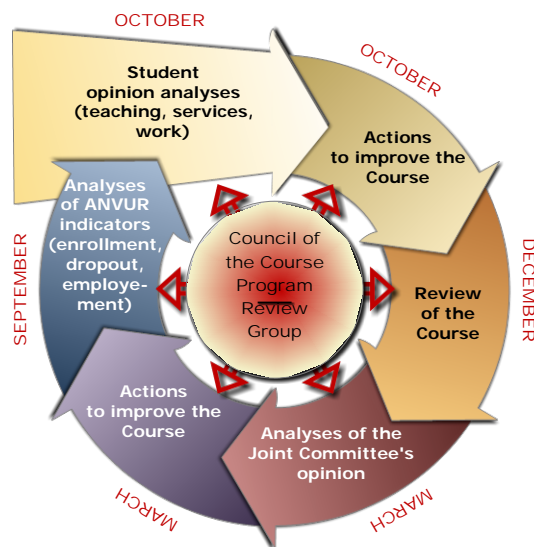 OCTOBER
Student
opinion analyses
(teaching, services,
work)
OCTOBER
Actions
to improve the
Course
DECEMBER
Review
of the
Course
MARCH
Analyses of the
Joint Committee's
opinion
MARCH
Actions
to improve the
Course
SEPTEMBER
Analyses
of ANVUR
indicators
(enrollment,
dropout,
employe-
ment)
Council of
the Course
Program
Review
Group